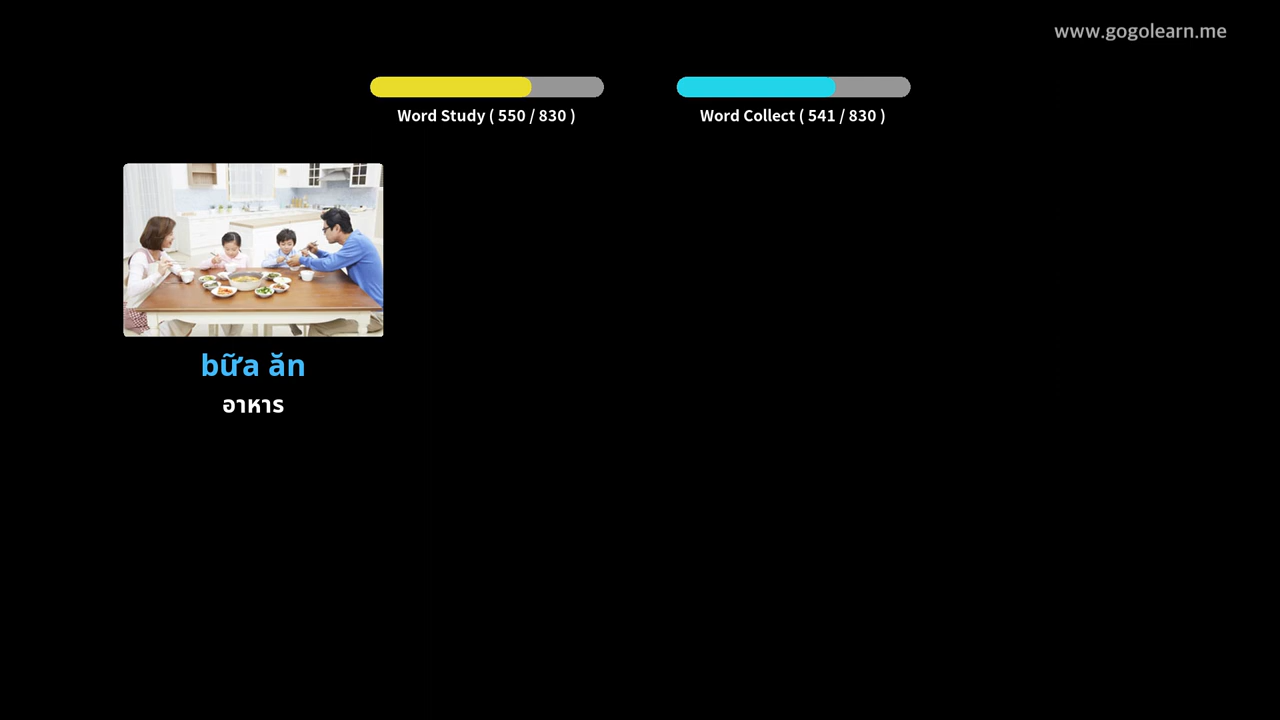 www.gogolearn.me
Word Study ( 550 / 830 )
Word Collect ( 541 / 830 )
bữa ăn
อาหาร